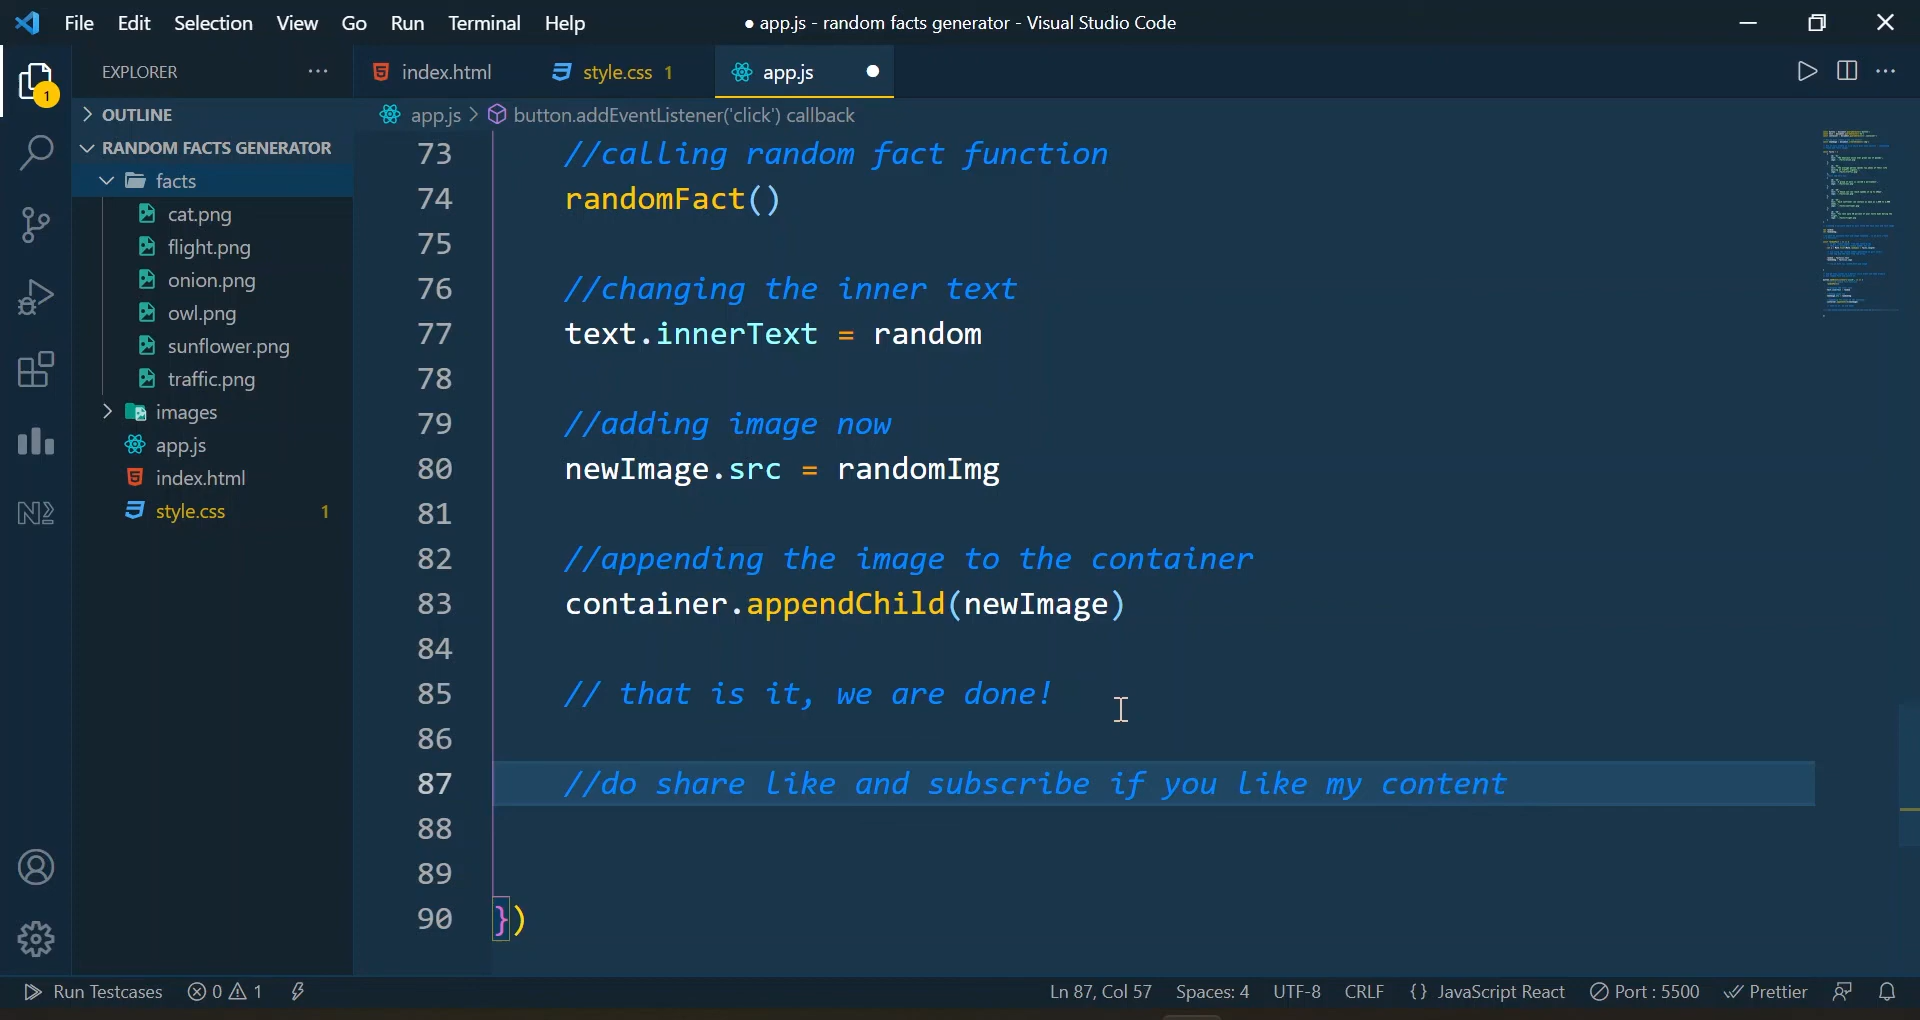 File Edit Selection View Go Run Terminal Help
● app.js - random facts generator - Visual Studio Code
1
EXPLORER ···
OUTLINE
RANDOM FACTS GENERATOR
facts
cat.png
flight.png
onion.png
owl.png
sunflower.png
traffic.png
images
app.js
index.html
style.css 1
index.html
style.css 1
app.js ●
app.js > button.addEventListener('click') callback
73 //calling random fact function
74 randomFact()
75
76 //changing the inner text
77 text.innerText = random
78
79 //adding image now
80 newImage.src = randomImg
81
82 //appending the image to the container
83 container.appendChild(newImage)
84
85 // that is it, we are done!
86
87 //do share like and subscribe if you like my content
88
89
90 })
Run Testcases 0 1 Ln 87, Col 57 Spaces: 4 UTF-8 CRLF {} JavaScript React Port : 5500 Prettier